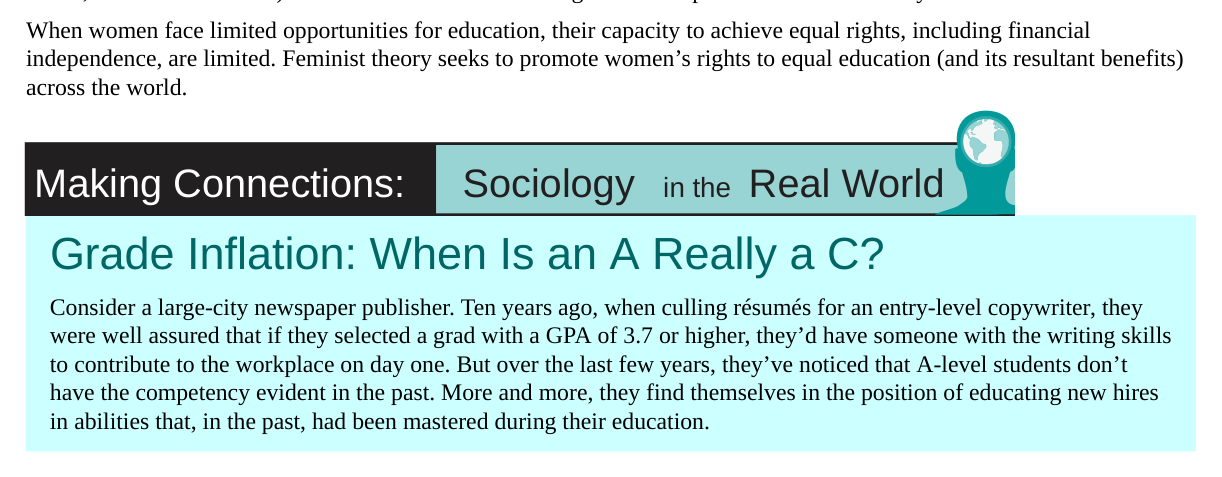 When women face limited opportunities for education, their capacity to achieve equal rights, including financial
independence, are limited. Feminist theory seeks to promote women’s rights to equal education (and its resultant benefits)
across the world.
Making Connections: Sociology in the Real World
Grade Inflation: When Is an A Really a C?
Consider a large-city newspaper publisher. Ten years ago, when culling résumés for an entry-level copywriter, they
were well assured that if they selected a grad with a GPA of 3.7 or higher, they’d have someone with the writing skills
to contribute to the workplace on day one. But over the last few years, they’ve noticed that A-level students don’t
have the competency evident in the past. More and more, they find themselves in the position of educating new hires
in abilities that, in the past, had been mastered during their education.